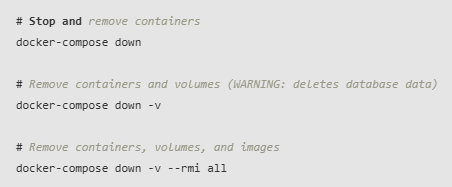 # Stop and remove containers
docker-compose down
# Remove containers and volumes (WARNING: deletes database data)
docker-compose down -v
# Remove containers, volumes, and images
docker-compose down -v --rmi all